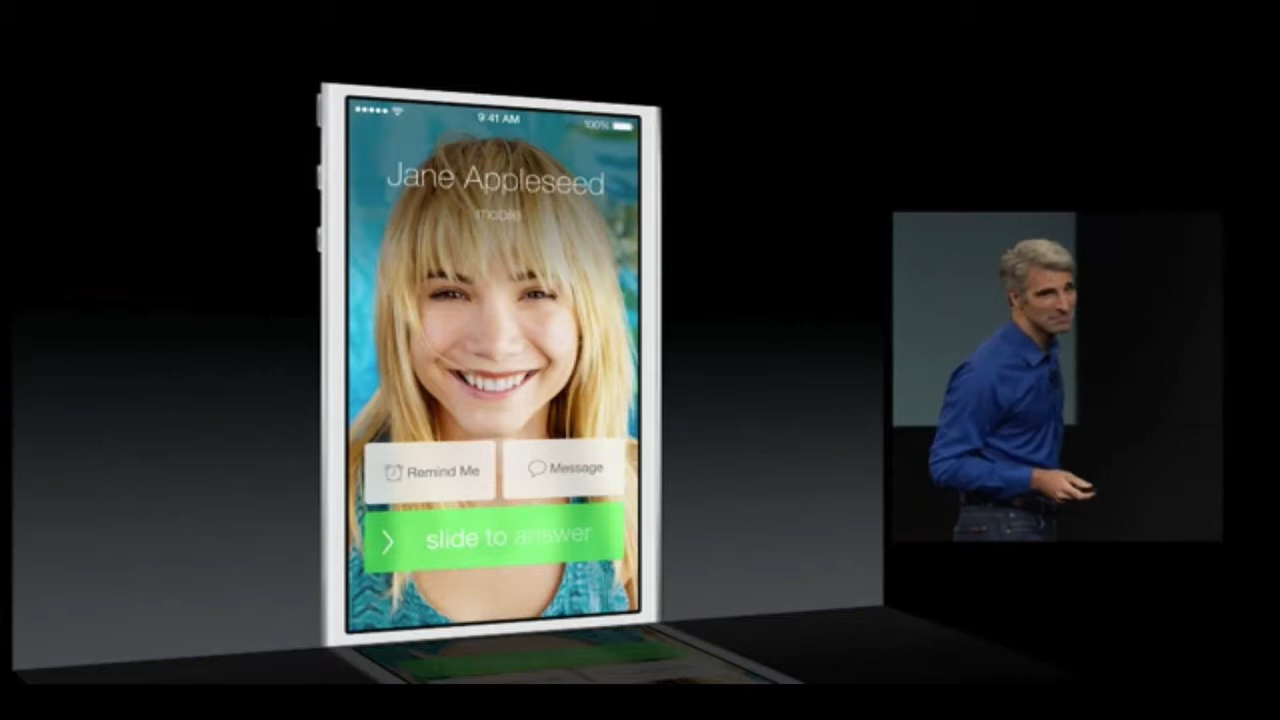 9:41 AM
100%
Jane Appleseed
mobile
Remind Me
Message
slide to answer